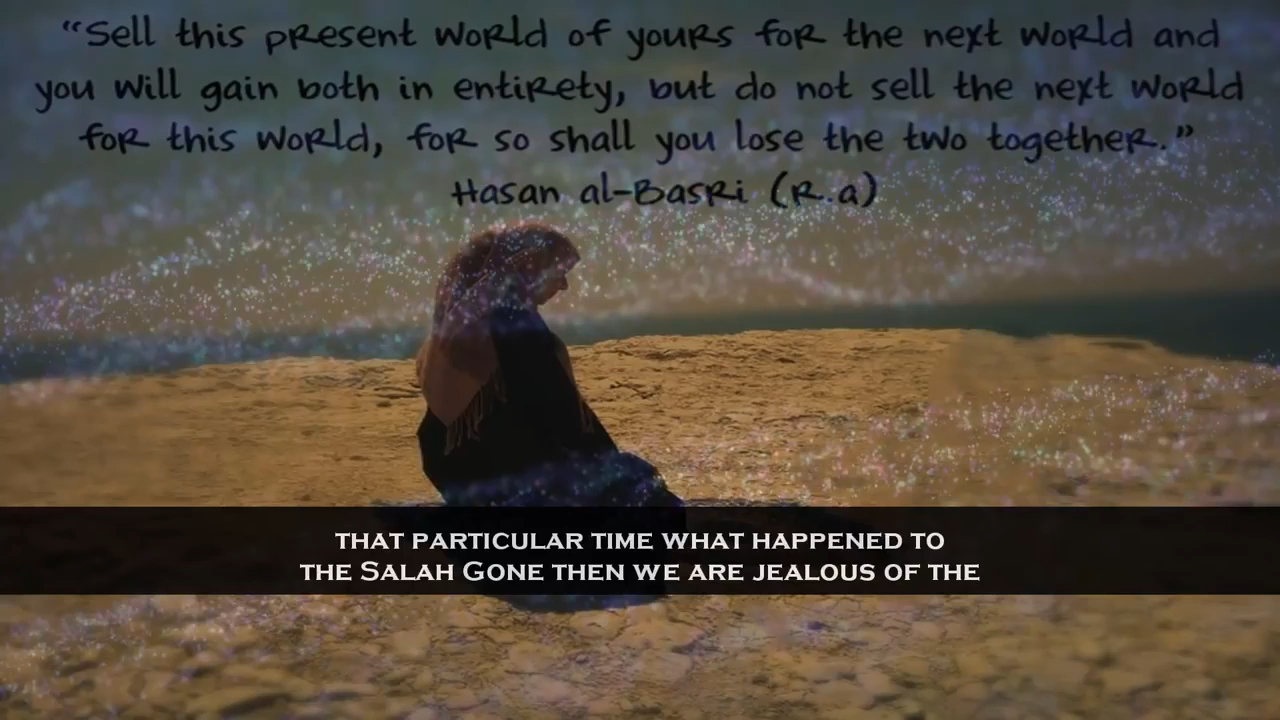 “Sell this present world of yours for the next world and
you will gain both in entirety, but do not sell the next world
for this world, for so shall you lose the two together.”
Hasan al-Basri (R.a)
THAT PARTICULAR TIME WHAT HAPPENED TO
THE SALAH GONE THEN WE ARE JEALOUS OF THE